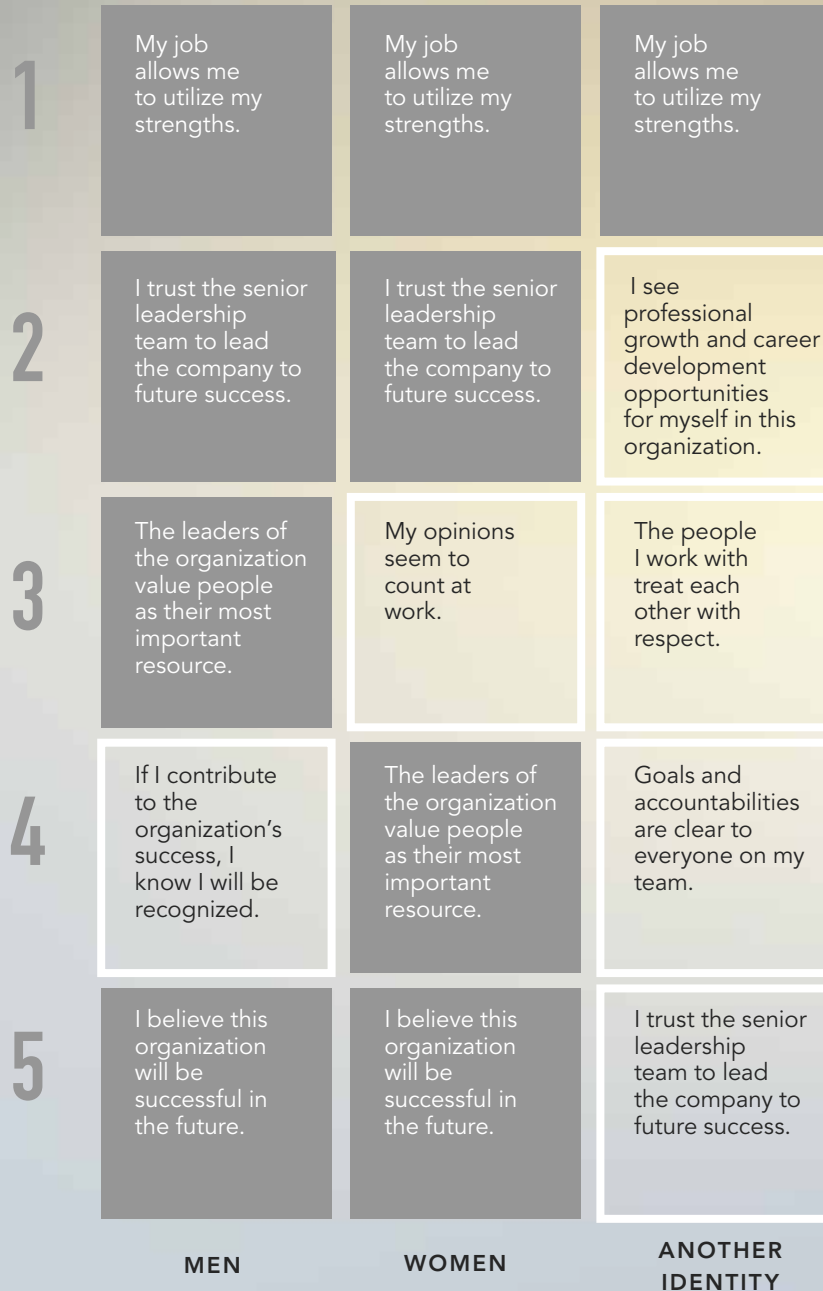 1
My job
allows me
to utilize my
strengths.
My job
allows me
to utilize my
strengths.
My job
allows me
to utilize my
strengths.
2
I trust the senior
leadership
team to lead
the company to
future success.
I trust the senior
leadership
team to lead
the company to
future success.
I see
professional
growth and career
development
opportunities
for myself in this
organization.
3
The leaders of
the organization
value people
as their most
important
resource.
My opinions
seem to
count at
work.
The people
I work with
treat each
other with
respect.
4
If I contribute
to the
organization's
success, I
know I will be
recognized.
The leaders of
the organization
value people
as their most
important
resource.
Goals and
accountabilities
are clear to
everyone on my
team.
5
I believe this
organization
will be
successful in
the future.
I believe this
organization
will be
successful in
the future.
I trust the senior
leadership
team to lead
the company to
future success.
MEN
WOMEN
ANOTHER
IDENTITY